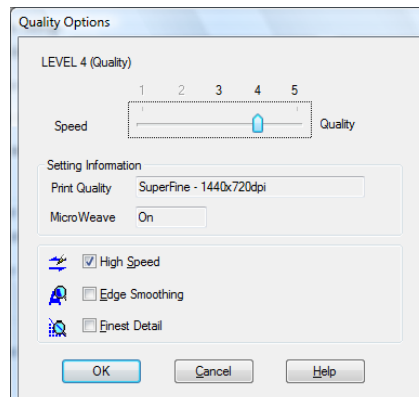 Quality Options
LEVEL 4 (Quality)
1 2 3 4 5
Speed Quality
Setting Information
Print Quality SuperFine - 1440x720dpi
MicroWeave On
High Speed
Edge Smoothing
Finest Detail
OK Cancel Help